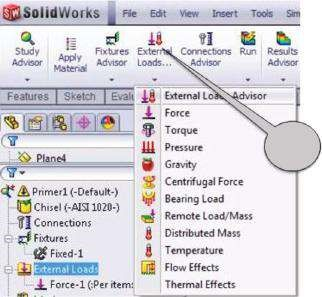 SolidWorks File Edit View Insert Tools Sim
Study Advisor
Apply Material
Fixtures Advisor
External Loads...
Connections Advisor
Run
Results Advisor
Features Sketch Evalu
External Load Advisor
Force
Torque
Pressure
Gravity
Centrifugal Force
Bearing Load
Remote Load/Mass
Distributed Mass
Temperature
Flow Effects
Thermal Effects
Plane4
Primer1 (-Default-)
Chisel (-AISI 1020-)
Connections
Fixtures
Fixed-1
External Loads
Force-1 (:Per item: